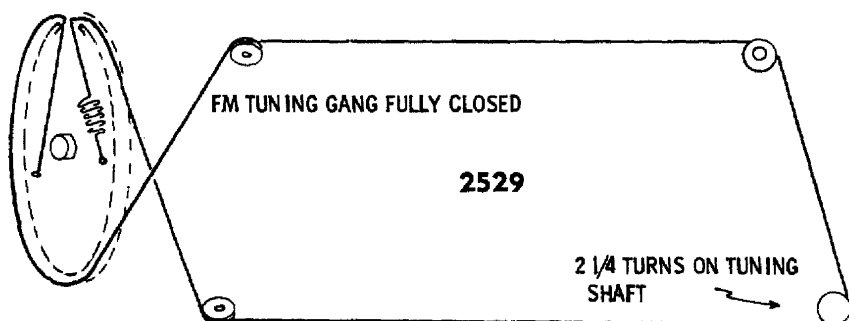 FM TUNING GANG FULLY CLOSED
2529
2 1/4 TURNS ON TUNING
SHAFT